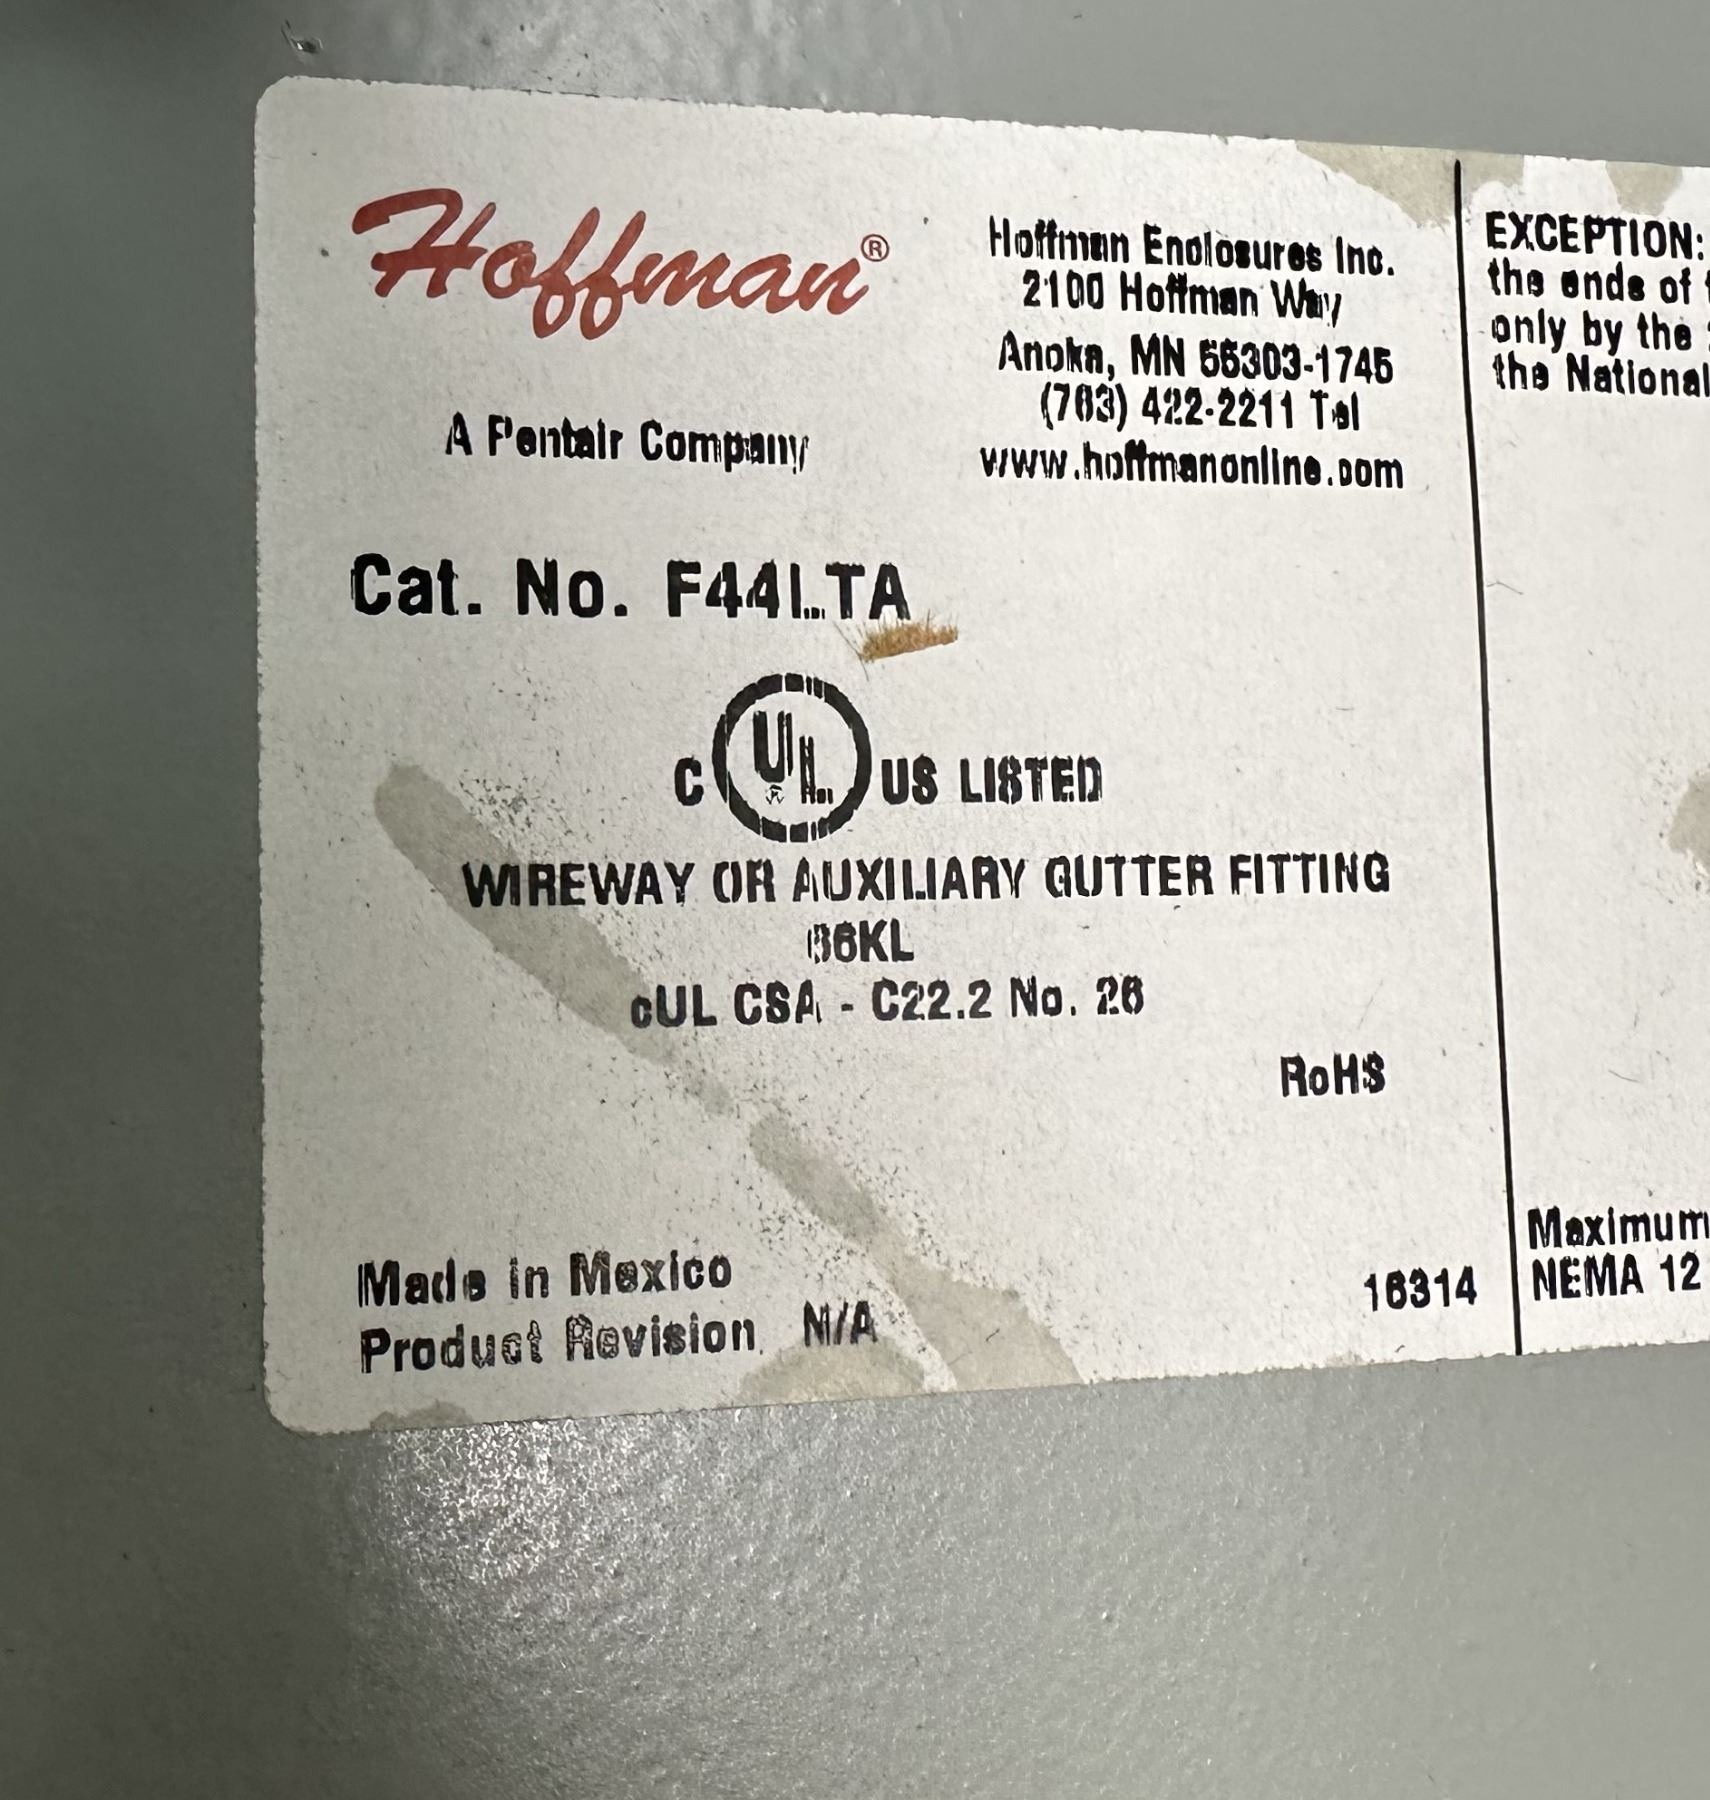 Hoffman®
A Pentair Company
Hoffman Enclosures Inc.
2100 Hoffman Way
Anoka, MN 55303-1745
(763) 422-2211 Tel
www.hoffmanonline.com
Cat. No. F44LTA
C UL US LISTED
WIREWAY OR AUXILIARY GUTTER FITTING
36KL
cUL CSA - C22.2 No. 26
RoHS
Made in Mexico
Product Revision N/A
16314
EXCEPTION:
the ends of
only by the
the National
Maximum
NEMA 12